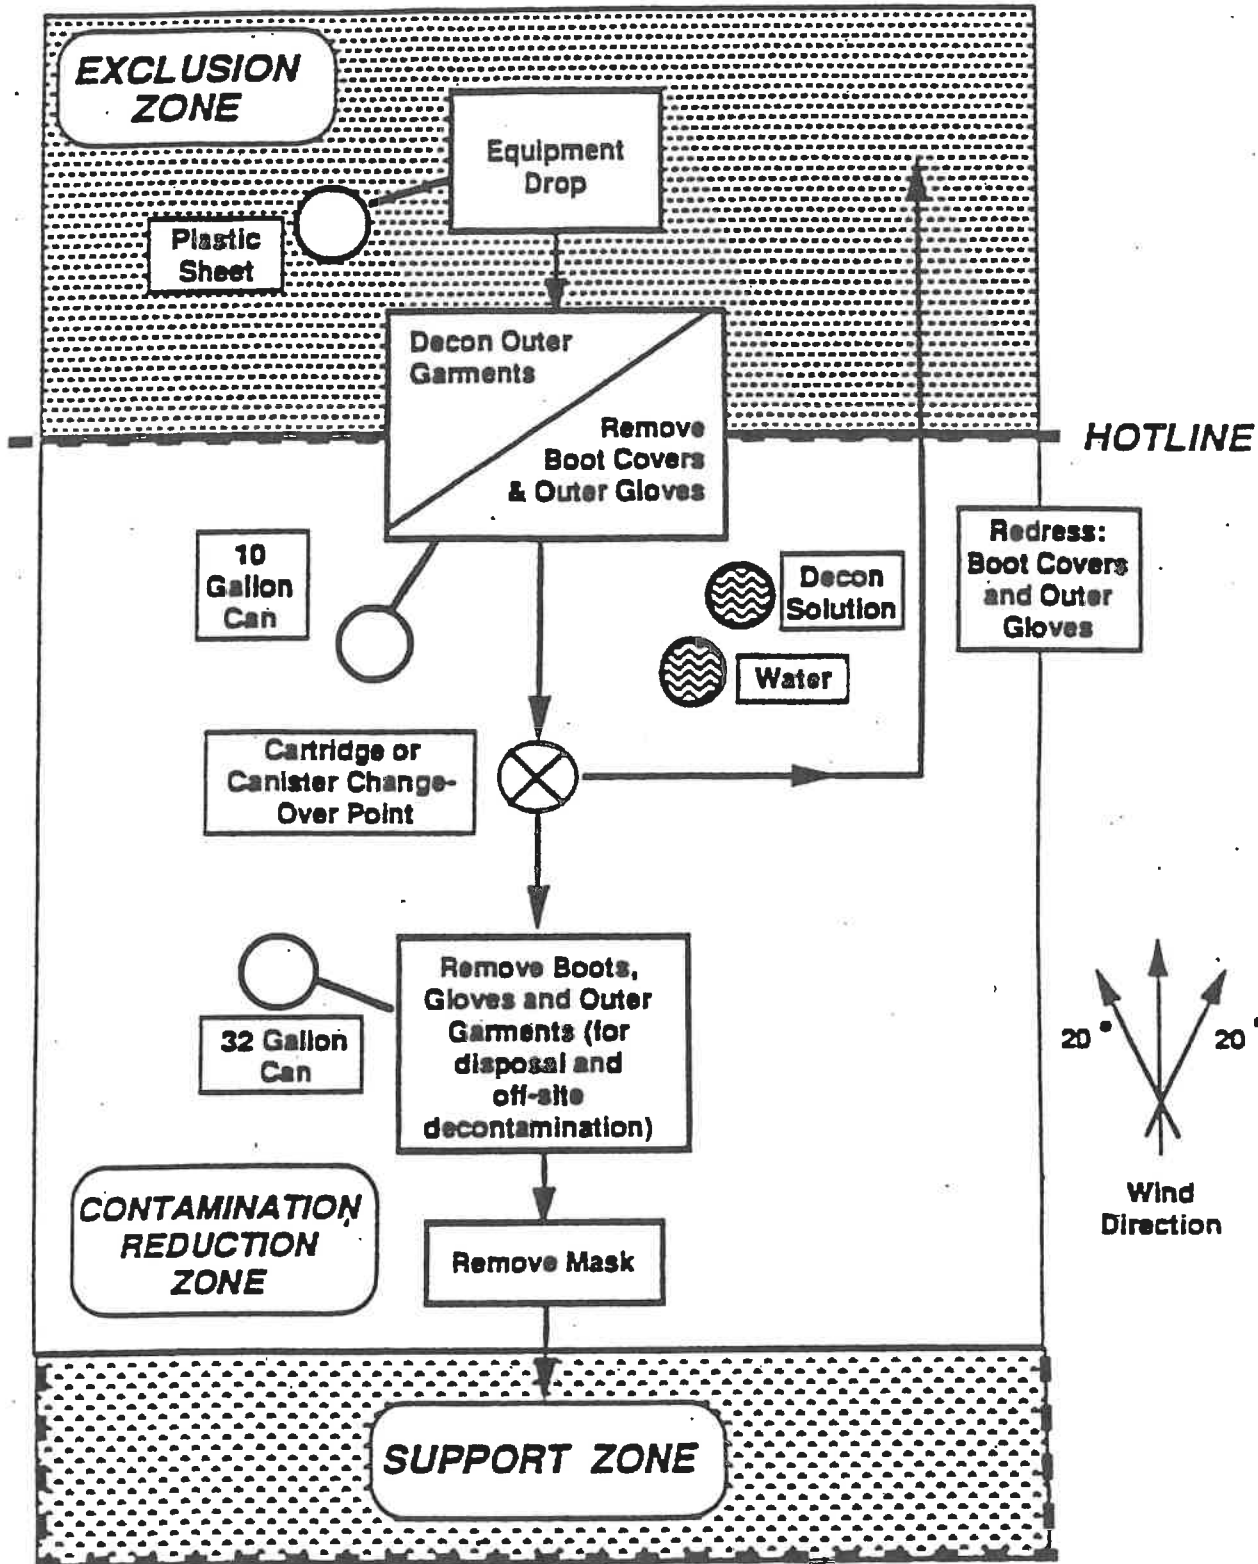 EXCLUSION
ZONE
Equipment
Drop
Plastic
Sheet
Decon Outer
Garments
Remove
Boot Covers
& Outer Gloves
HOTLINE
10
Gallon
Can
Decon
Solution
Redress:
Boot Covers
and Outer
Gloves
Water
Cartridge or
Canister Change-
Over Point
Remove Boots,
Gloves and Outer
Garments (for
disposal and
off-site
decontamination)
32 Gallon
Can
20°
20°
Wind
Direction
CONTAMINATION
REDUCTION
ZONE
Remove Mask
SUPPORT ZONE